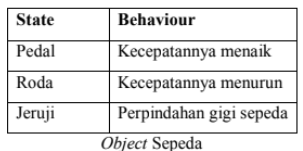 State Behaviour
Pedal Kecepatannya menaik
Roda Kecepatannya menurun
Jeruji Perpindahan gigi sepeda
Object Sepeda